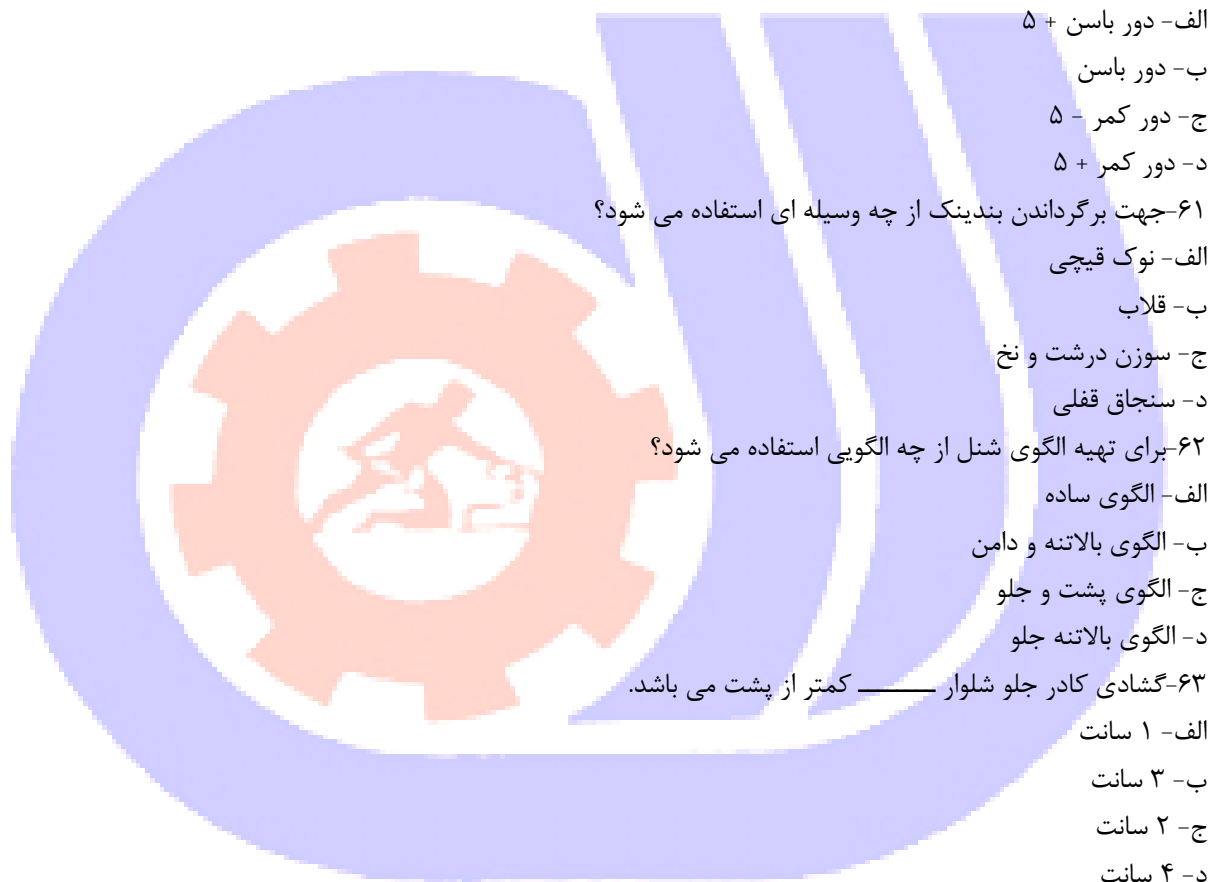 الف- دور باسن + ۵
ب- دور باسن
ج- دور کمر - ۵
د- دور کمر + ۵
۶۱-جهت برگرداندن بندینک از چه وسیله ای استفاده می شود؟
الف- نوک قیچی
ب- قلاب
ج- سوزن درشت و نخ
د- سنجاق قفلی
۶۲-برای تهیه الگوی شنل از چه الگویی استفاده می شود؟
الف- الگوی ساده
ب- الگوی بالاتنه و دامن
ج- الگوی پشت و جلو
د- الگوی بالاتنه جلو
۶۳-گشادی کادر جلو شلوار ــــــــــ کمتر از پشت می باشد.
الف- ۱ سانت
ب- ۳ سانت
ج- ۲ سانت
د- ۴ سانت